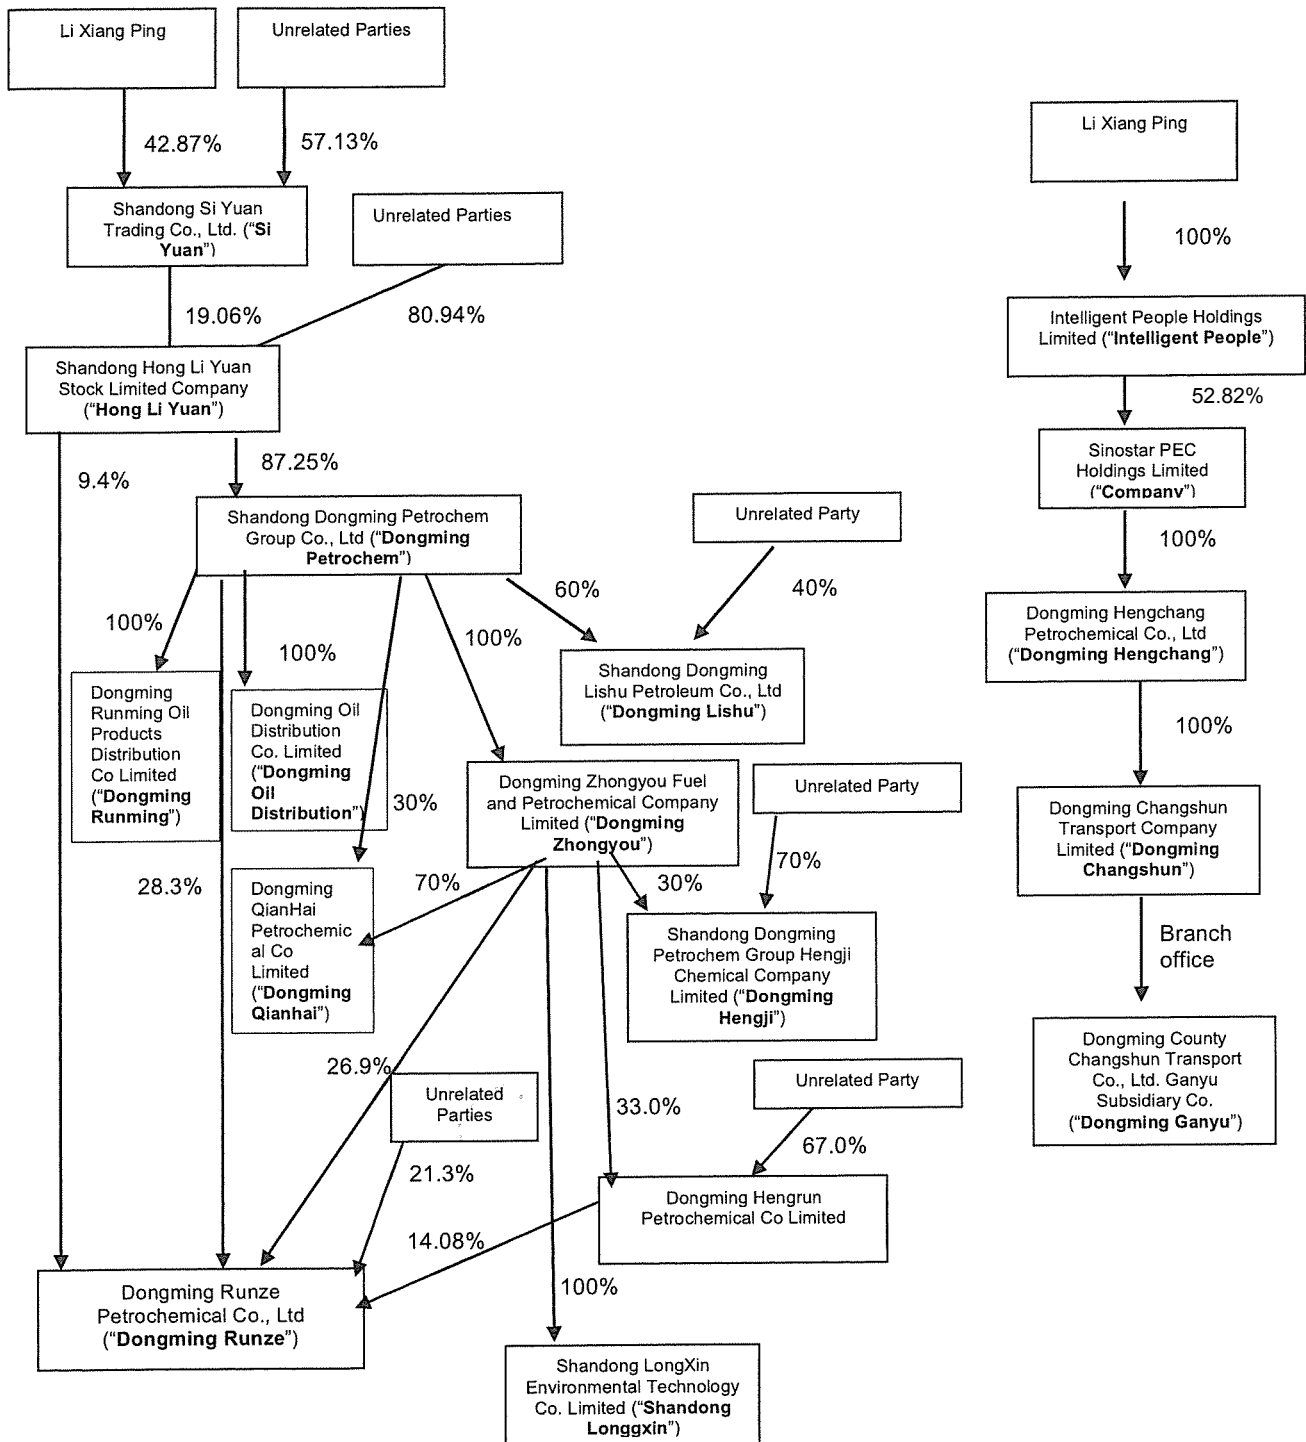 Li Xiang Ping
Unrelated Parties
42.87%
57.13%
Shandong Si Yuan
Trading Co., Ltd. (“Si
Yuan”)
Unrelated Parties
19.06%
80.94%
Shandong Hong Li Yuan
Stock Limited Company
(“Hong Li Yuan”)
9.4%
87.25%
Shandong Dongming Petrochem
Group Co., Ltd (“Dongming
Petrochem”)
Unrelated Party
60%
40%
100%
100%
100%
Shandong Dongming
Lishu Petroleum Co., Ltd
(“Dongming Lishu”)
Dongming
Runming Oil
Products
Distribution
Co Limited
(“Dongming
Running”)
Dongming Oil
Distribution
Co. Limited
(“Dongming
Oil
Distribution”)
30%
Dongming Zhongyou Fuel
and Petrochemical Company
Limited (“Dongming
Zhongyou”)
Unrelated Party
28.3%
70%
30%
70%
Dongming
QianHai
Petrochemic
al Co
Limited
(“Dongming
Qianhai”)
Shandong Dongming
Petrochem Group Hengji
Chemical Company
Limited (“Dongming
Hengji”)
26.9%
Unrelated
Parties
33.0%
Unrelated Party
67.0%
21.3%
Dongming Hengrun
Petrochemical Co Limited
14.08%
100%
Dongming Runze
Petrochemical Co., Ltd
(“Dongming Runze”)
Shandong LongXin
Environmental Technology
Co. Limited (“Shandong
Longgxin”)
Li Xiang Ping
100%
Intelligent People Holdings
Limited (“Intelligent People”)
52.82%
Sinostar PEC
Holdings Limited
(“Company”)
100%
Dongming Hengchang
Petrochemical Co., Ltd
(“Dongming Hengchang”)
100%
Dongming Changshun
Transport Company
Limited (“Dongming
Changshun”)
Branch
office
Dongming County
Changshun Transport
Co., Ltd. Ganyu
Subsidiary Co.
(“Dongming Ganyu”)